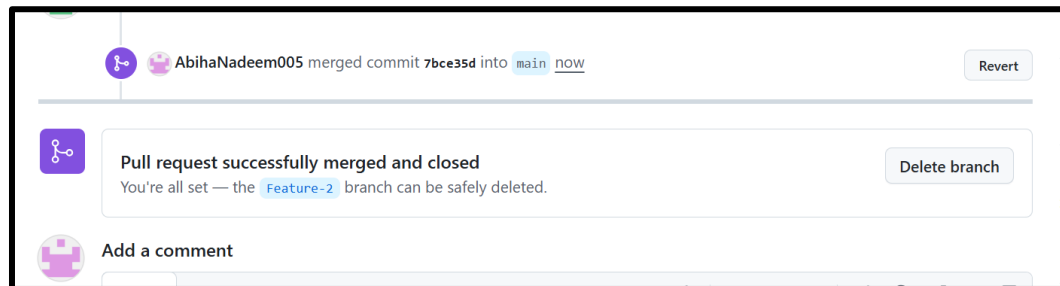 AbihaNadeem005 merged commit 7bce35d into main now
Revert
Pull request successfully merged and closed
You're all set — the Feature-2 branch can be safely deleted.
Delete branch
Add a comment